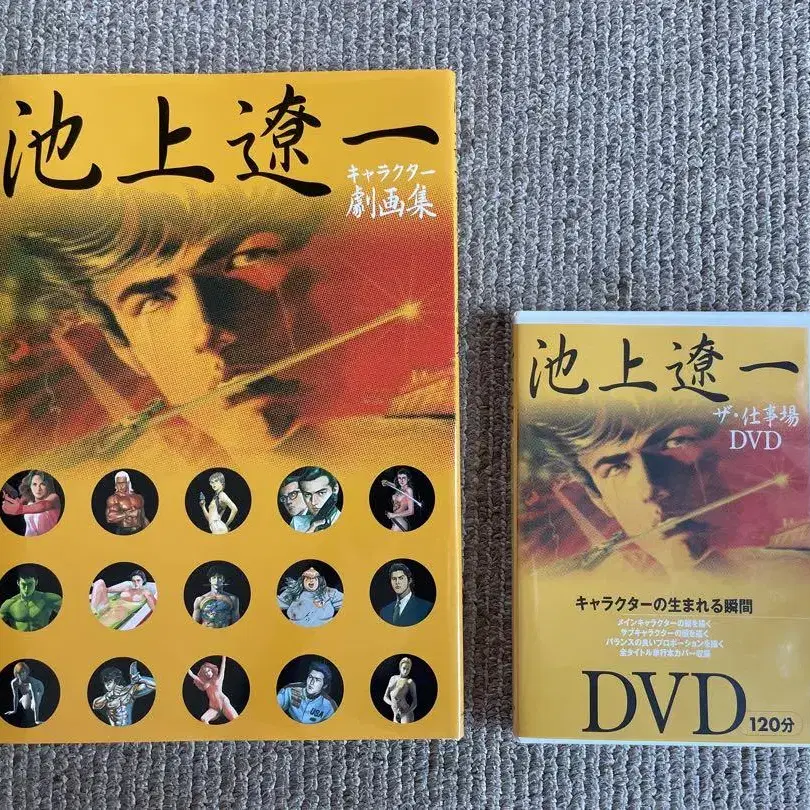 池上遼一
キャラクター
劇画集
池上遼一
ザ・仕事場
DVD
キャラクターの生まれる瞬間
メインキャラクターの顔を描く
サブキャラクターの顔を描く
バランスの良いプロポーションを描く
全タイトル単行本カバー収録
DVD
120分
USA